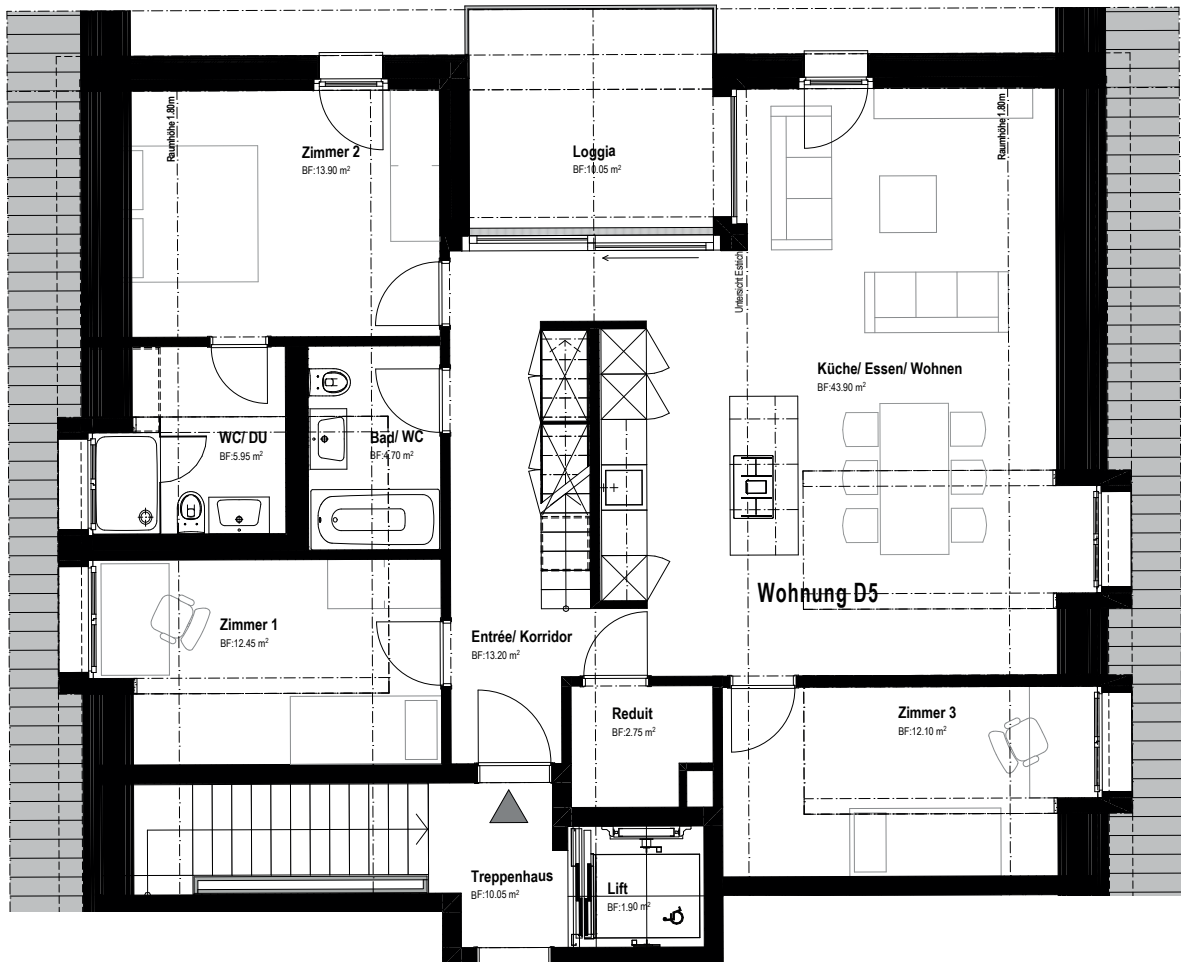 Raumhöhe 1.80m
Raumhöhe 1.80m
Zimmer 2
BF:13.90 m²
Loggia
BF:10.05 m²
Untersicht Estrich
Küche/ Essen/ Wohnen
BF:43.90 m²
WC/ DU
BF:5.95 m²
Bad/ WC
BF:4.70 m²
Wohnung D5
Zimmer 1
BF:12.45 m²
Entrée/ Korridor
BF:13.20 m²
Reduit
BF:2.75 m²
Zimmer 3
BF:12.10 m²
Treppenhaus
BF:10.05 m²
Lift
BF:1.90 m²